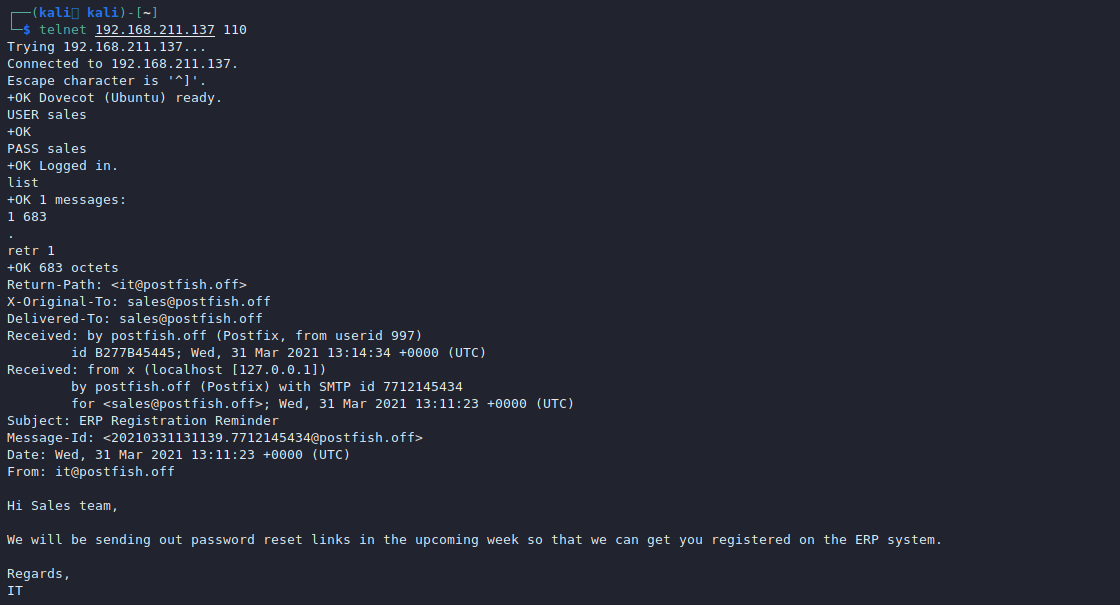 ┌──(kali㉿ kali)-[~]
└─$ telnet 192.168.211.137 110
Trying 192.168.211.137...
Connected to 192.168.211.137.
Escape character is '^]'.
+OK Dovecot (Ubuntu) ready.
USER sales
+OK
PASS sales
+OK Logged in.
list
+OK 1 messages:
1 683
.
retr 1
+OK 683 octets
Return-Path: <it@postfish.off>
X-Original-To: sales@postfish.off
Delivered-To: sales@postfish.off
Received: by postfish.off (Postfix, from userid 997)
        id B277B45445; Wed, 31 Mar 2021 13:14:34 +0000 (UTC)
Received: from x (localhost [127.0.0.1])
        by postfish.off (Postfix) with SMTP id 7712145434
        for <sales@postfish.off>; Wed, 31 Mar 2021 13:11:23 +0000 (UTC)
Subject: ERP Registration Reminder
Message-Id: <20210331131139.7712145434@postfish.off>
Date: Wed, 31 Mar 2021 13:11:23 +0000 (UTC)
From: it@postfish.off

Hi Sales team,

We will be sending out password reset links in the upcoming week so that we can get you registered on the ERP system.

Regards,
IT